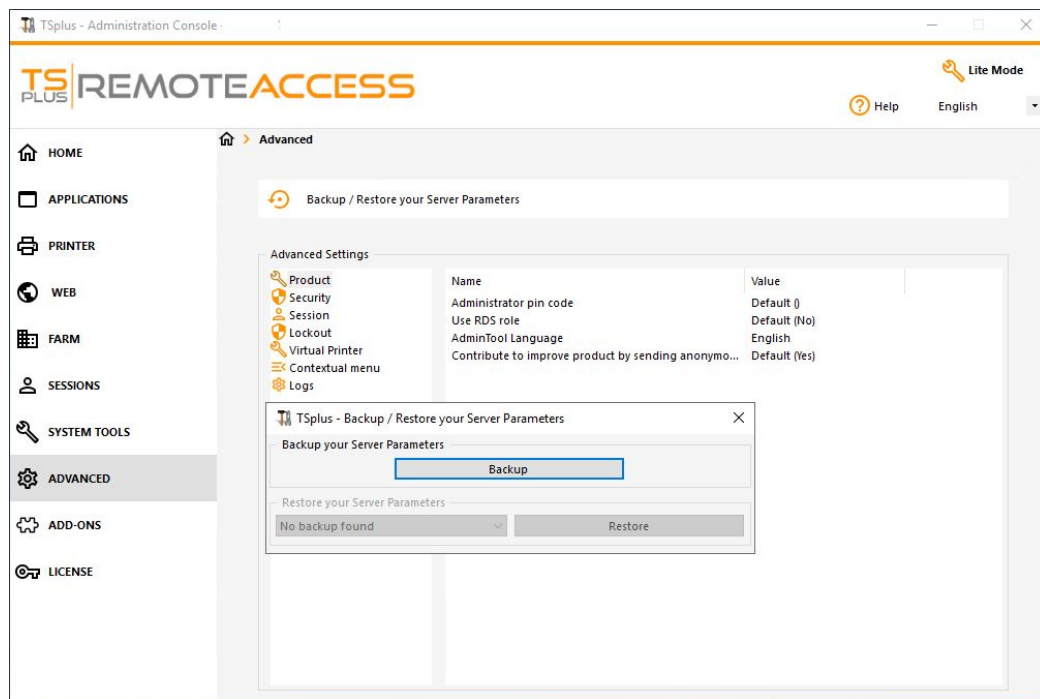 TSplus - Administration Console -
TS PLUS REMOTEACCESS
Lite Mode
Help English
HOME
APPLICATIONS
PRINTER
WEB
FARM
SESSIONS
SYSTEM TOOLS
ADVANCED
ADD-ONS
LICENSE
> Advanced
Backup / Restore your Server Parameters
Advanced Settings
Product
Security
Session
Lockout
Virtual Printer
Contextual menu
Logs
Name Value
Administrator pin code Default ()
Use RDS role Default (No)
AdminTool Language English
Contribute to improve product by sending anonymo... Default (Yes)
TSplus - Backup / Restore your Server Parameters
Backup your Server Parameters
Backup
Restore your Server Parameters
No backup found Restore